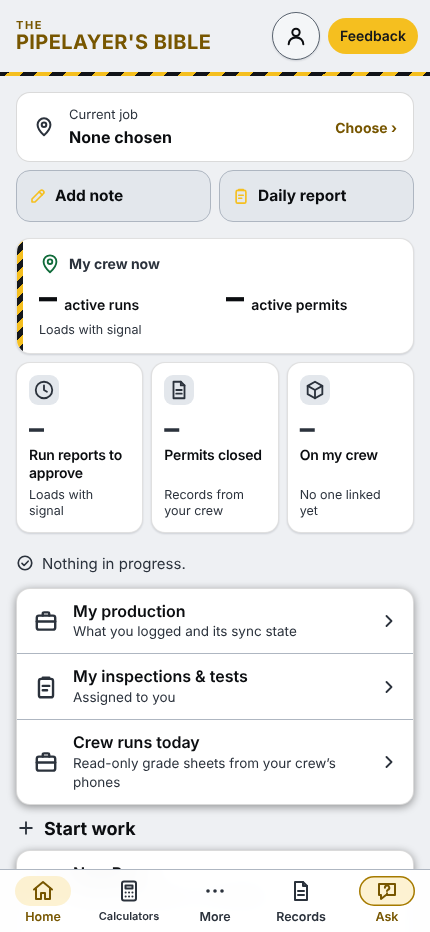 THE
PIPELAYER'S BIBLE
Feedback
Current job
None chosen
Choose ›
Add note
Daily report
My crew now
— active runs
— active permits
Loads with signal
—
Run reports to
approve
Loads with
signal
—
Permits closed
Records from
your crew
—
On my crew
No one linked
yet
Nothing in progress.
My production
What you logged and its sync state
My inspections & tests
Assigned to you
Crew runs today
Read-only grade sheets from your crew’s
phones
Start work
Home
Calculators
More
Records
Ask